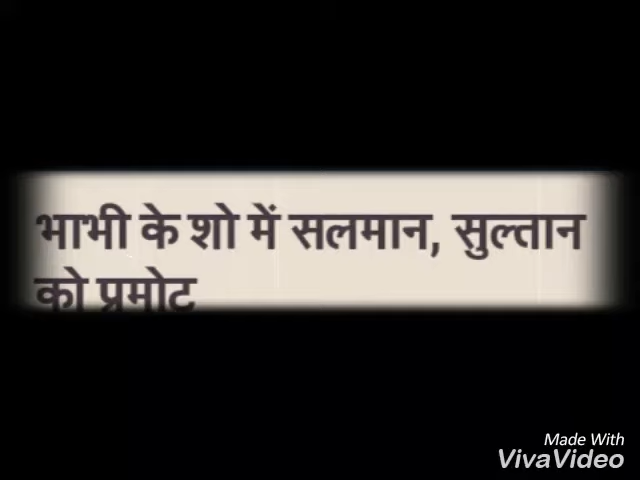 भाभी के शो में सलमान, सुल्तान
को प्रमोट
Made With
VivaVideo